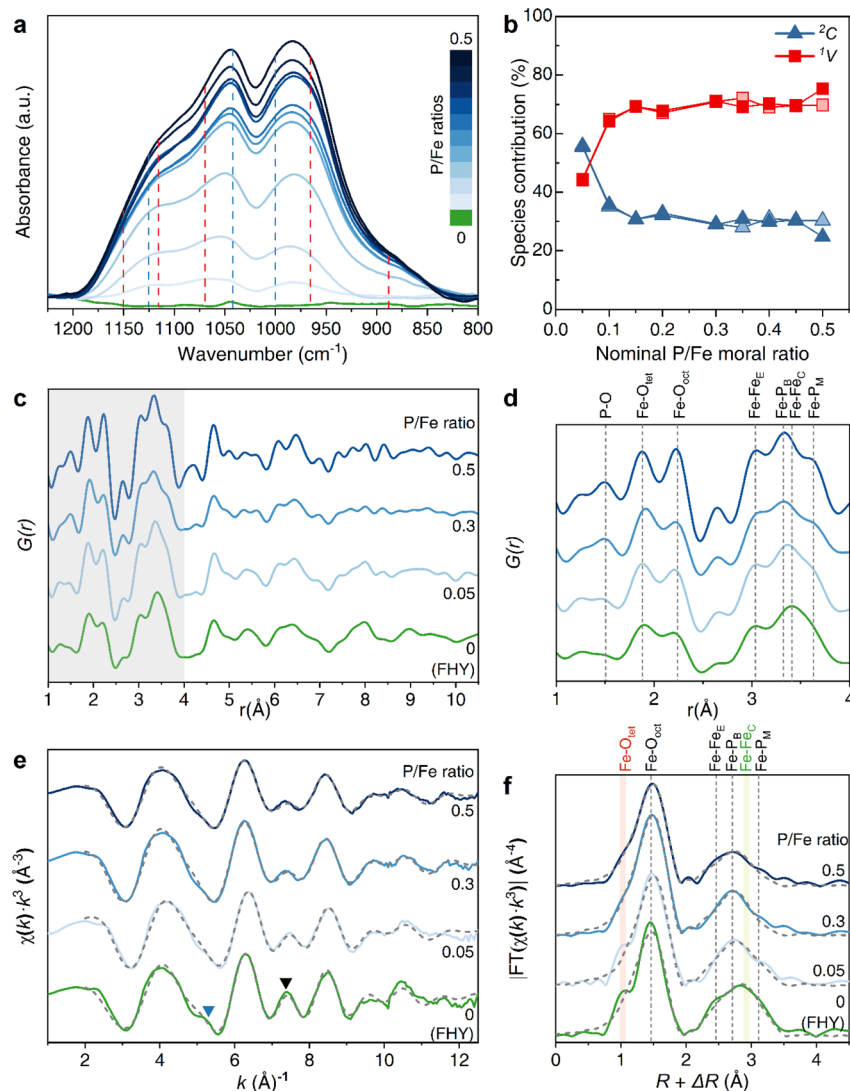 a
0.5
P/Fe ratios
0
Absorbance (a.u.)
1225 1150 1100 1050 1000 950 900 850 800
Wavenumber (cm⁻¹)
b
²C
¹V
Species contribution (%)
100
80
60
40
20
0
0.0 0.1 0.2 0.3 0.4 0.5
Nominal P/Fe moral ratio
c
P/Fe ratio
0.5
0.3
0.05
0
(FHY)
G(r)
1 2 3 4 5 6 7 8 9 10
r(Å)
d
P-O
Fe-O_tet
Fe-O_oct
Fe-Fe_E
Fe-P_B
Fe-Fe_C
Fe-P_M
G(r)
1 2 3 4
r(Å)
e
P/Fe ratio
0.5
0.3
0.05
0
(FHY)
χ(k)·k³ (Å⁻³)
2 4 6 8 10 12
k (Å)⁻¹
f
Fe-O_tet
Fe-O_oct
Fe-Fe_E
Fe-P_B
Fe-Fe_C
Fe-P_M
P/Fe ratio
0.5
0.3
0.05
0
(FHY)
|FT(χ(k)·k³)| (Å⁻⁴)
0 1 2 3 4
R + ΔR (Å)